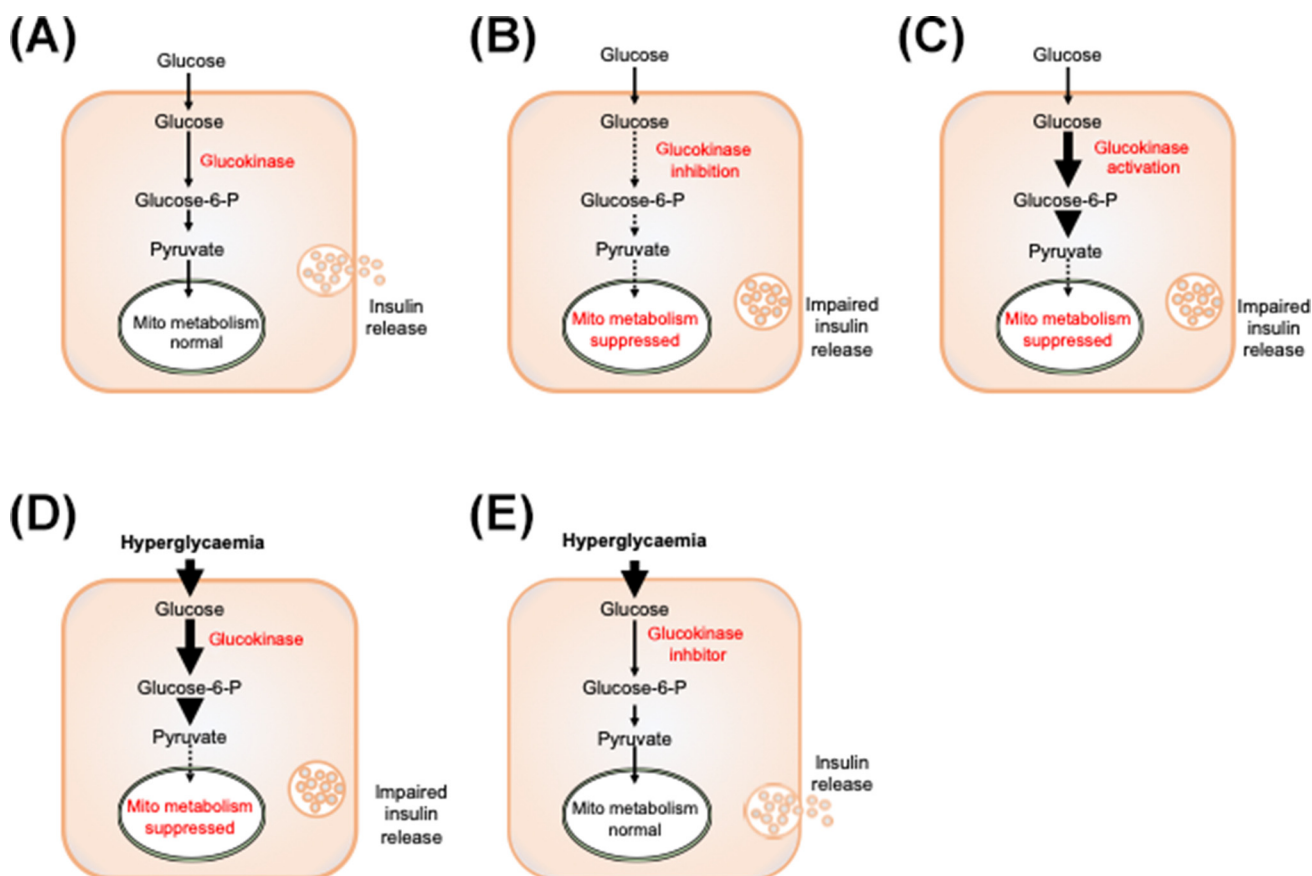 (A)
Glucose
Glucose
Glucokinase
Glucose-6-P
Pyruvate
Mito metabolism
normal
Insulin
release
(B)
Glucose
Glucose
Glucokinase
inhibition
Glucose-6-P
Pyruvate
Mito metabolism
suppressed
Impaired
insulin
release
(C)
Glucose
Glucose
Glucokinase
activation
Glucose-6-P
Pyruvate
Mito metabolism
suppressed
Impaired
insulin
release
(D)
Hyperglycaemia
Glucose
Glucokinase
Glucose-6-P
Pyruvate
Mito metabolism
suppressed
Impaired
insulin
release
(E)
Hyperglycaemia
Glucose
Glucokinase
inhbitor
Glucose-6-P
Pyruvate
Mito metabolism
normal
Insulin
release